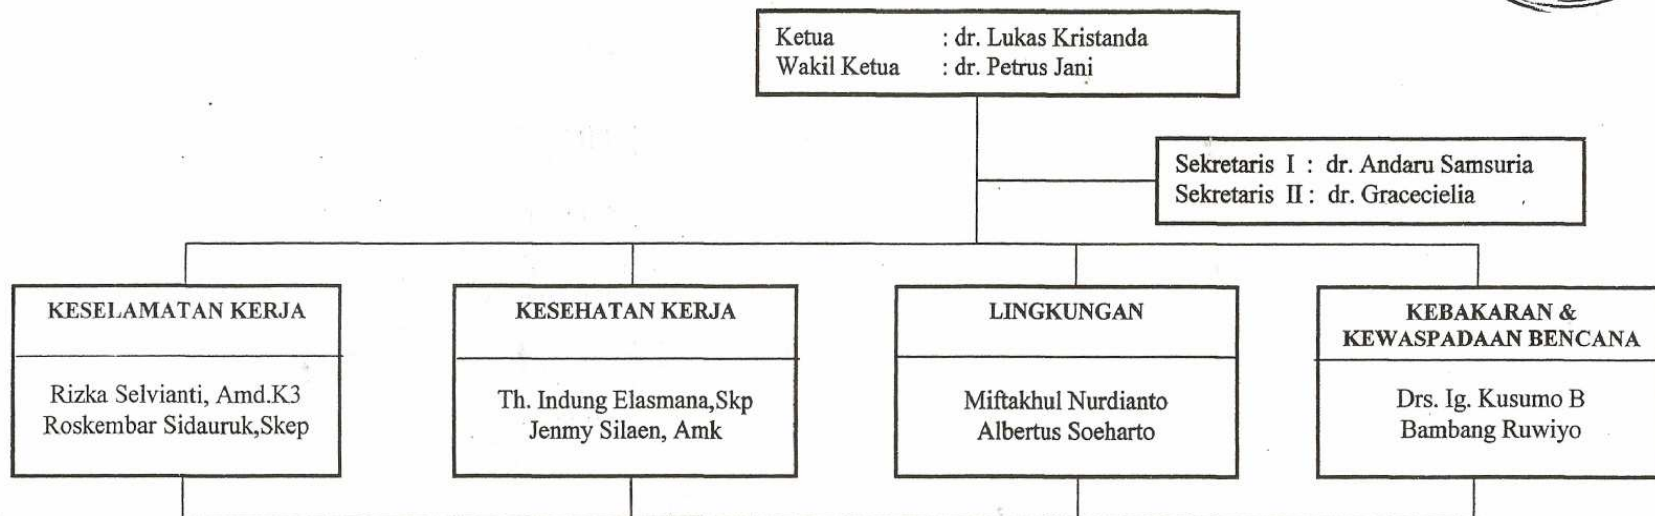 Ketua : dr. Lukas Kristanda
Wakil Ketua : dr. Petrus Jani
Sekretaris I : dr. Andaru Samsuria
Sekretaris II : dr. Gracecielia
KESELAMATAN KERJA
Rizka Selvianti, Amd.K3
Roskembar Sidauruk,Skep
KESEHATAN KERJA
Th. Indung Elasmana,Skp
Jenmy Silaen, Amk
LINGKUNGAN
Miftakhul Nurdianto
Albertus Soeharto
KEBAKARAN &
KEWASPADAAN BENCANA
Drs. Ig. Kusumo B
Bambang Ruwiyo